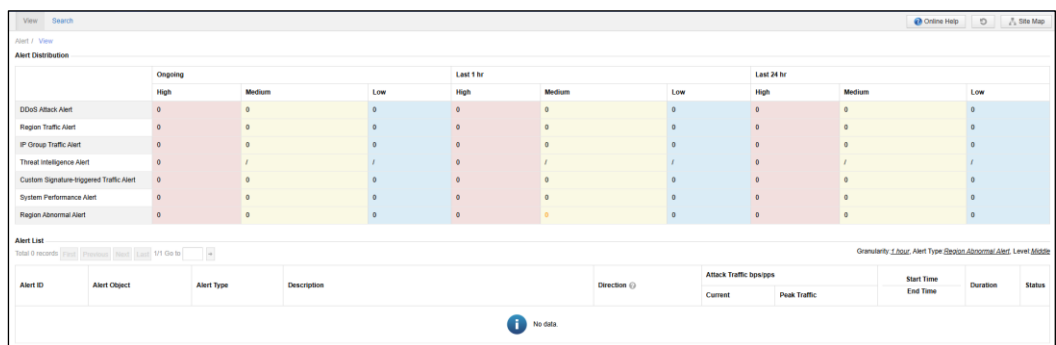 View Search Online Help Site Map
Alert / View
Alert Distribution
Ongoing Last 1 hr Last 24 hr
High Medium Low High Medium Low High Medium Low
DDoS Attack Alert 0 0 0 0 0 0 0 0 0
Region Traffic Alert 0 0 0 0 0 0 0 0 0
IP Group Traffic Alert 0 0 0 0 0 0 0 0 0
Threat Intelligence Alert 0 / / 0 / / 0 / /
Custom Signature-triggered Traffic Alert 0 0 0 0 0 0 0 0 0
System Performance Alert 0 0 0 0 0 0 0 0 0
Region Abnormal Alert 0 0 0 0 0 0 0 0 0
Alert List
Total 0 records First Previous Next Last 1/1 Go to Granularity:1 hour, Alert Type:Region Abnormal Alert, Level:Middle
Alert ID Alert Object Alert Type Description Direction Attack Traffic bps/pps Start Time Duration Status
Current Peak Traffic End Time
No data.